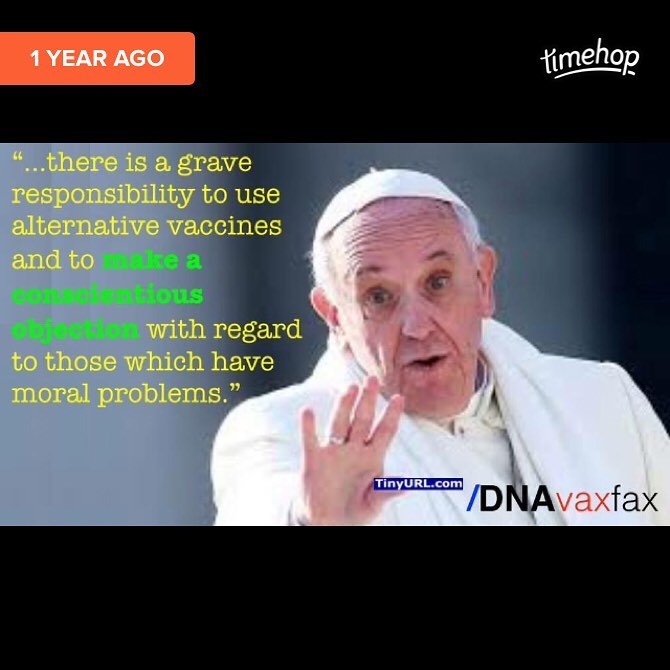 1 YEAR AGO
timehop
“...there is a grave
responsibility to use
alternative vaccines
and to make a
conscientious
objection with regard
to those which have
moral problems.”
TinyURL.com
/DNAvaxfax